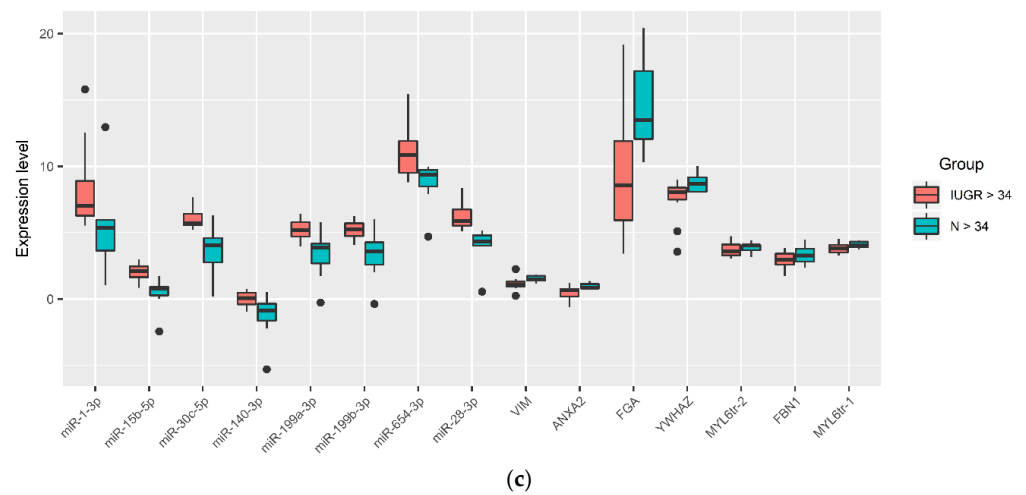 20
10
0
Expression level
miR-1-3p
miR-15b-5p
miR-30c-5p
miR-140-3p
miR-199a-3p
miR-199b-3p
miR-654-3p
miR-28-3p
VIM
ANXA2
FGA
YWHAZ
MYL6tr-2
FBN1
MYL6tr-1
Group
IUGR > 34
N > 34
(c)